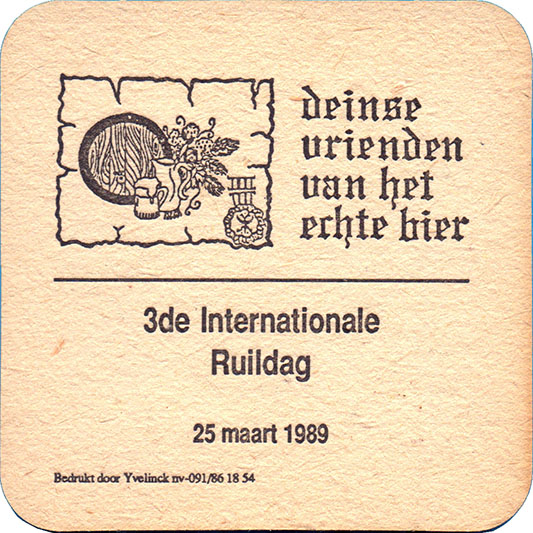 deinse
vrienden
van het
echte bier
3de Internationale
Ruildag
25 maart 1989
Bedrukt door Yvelinck nv-091/86 18 54